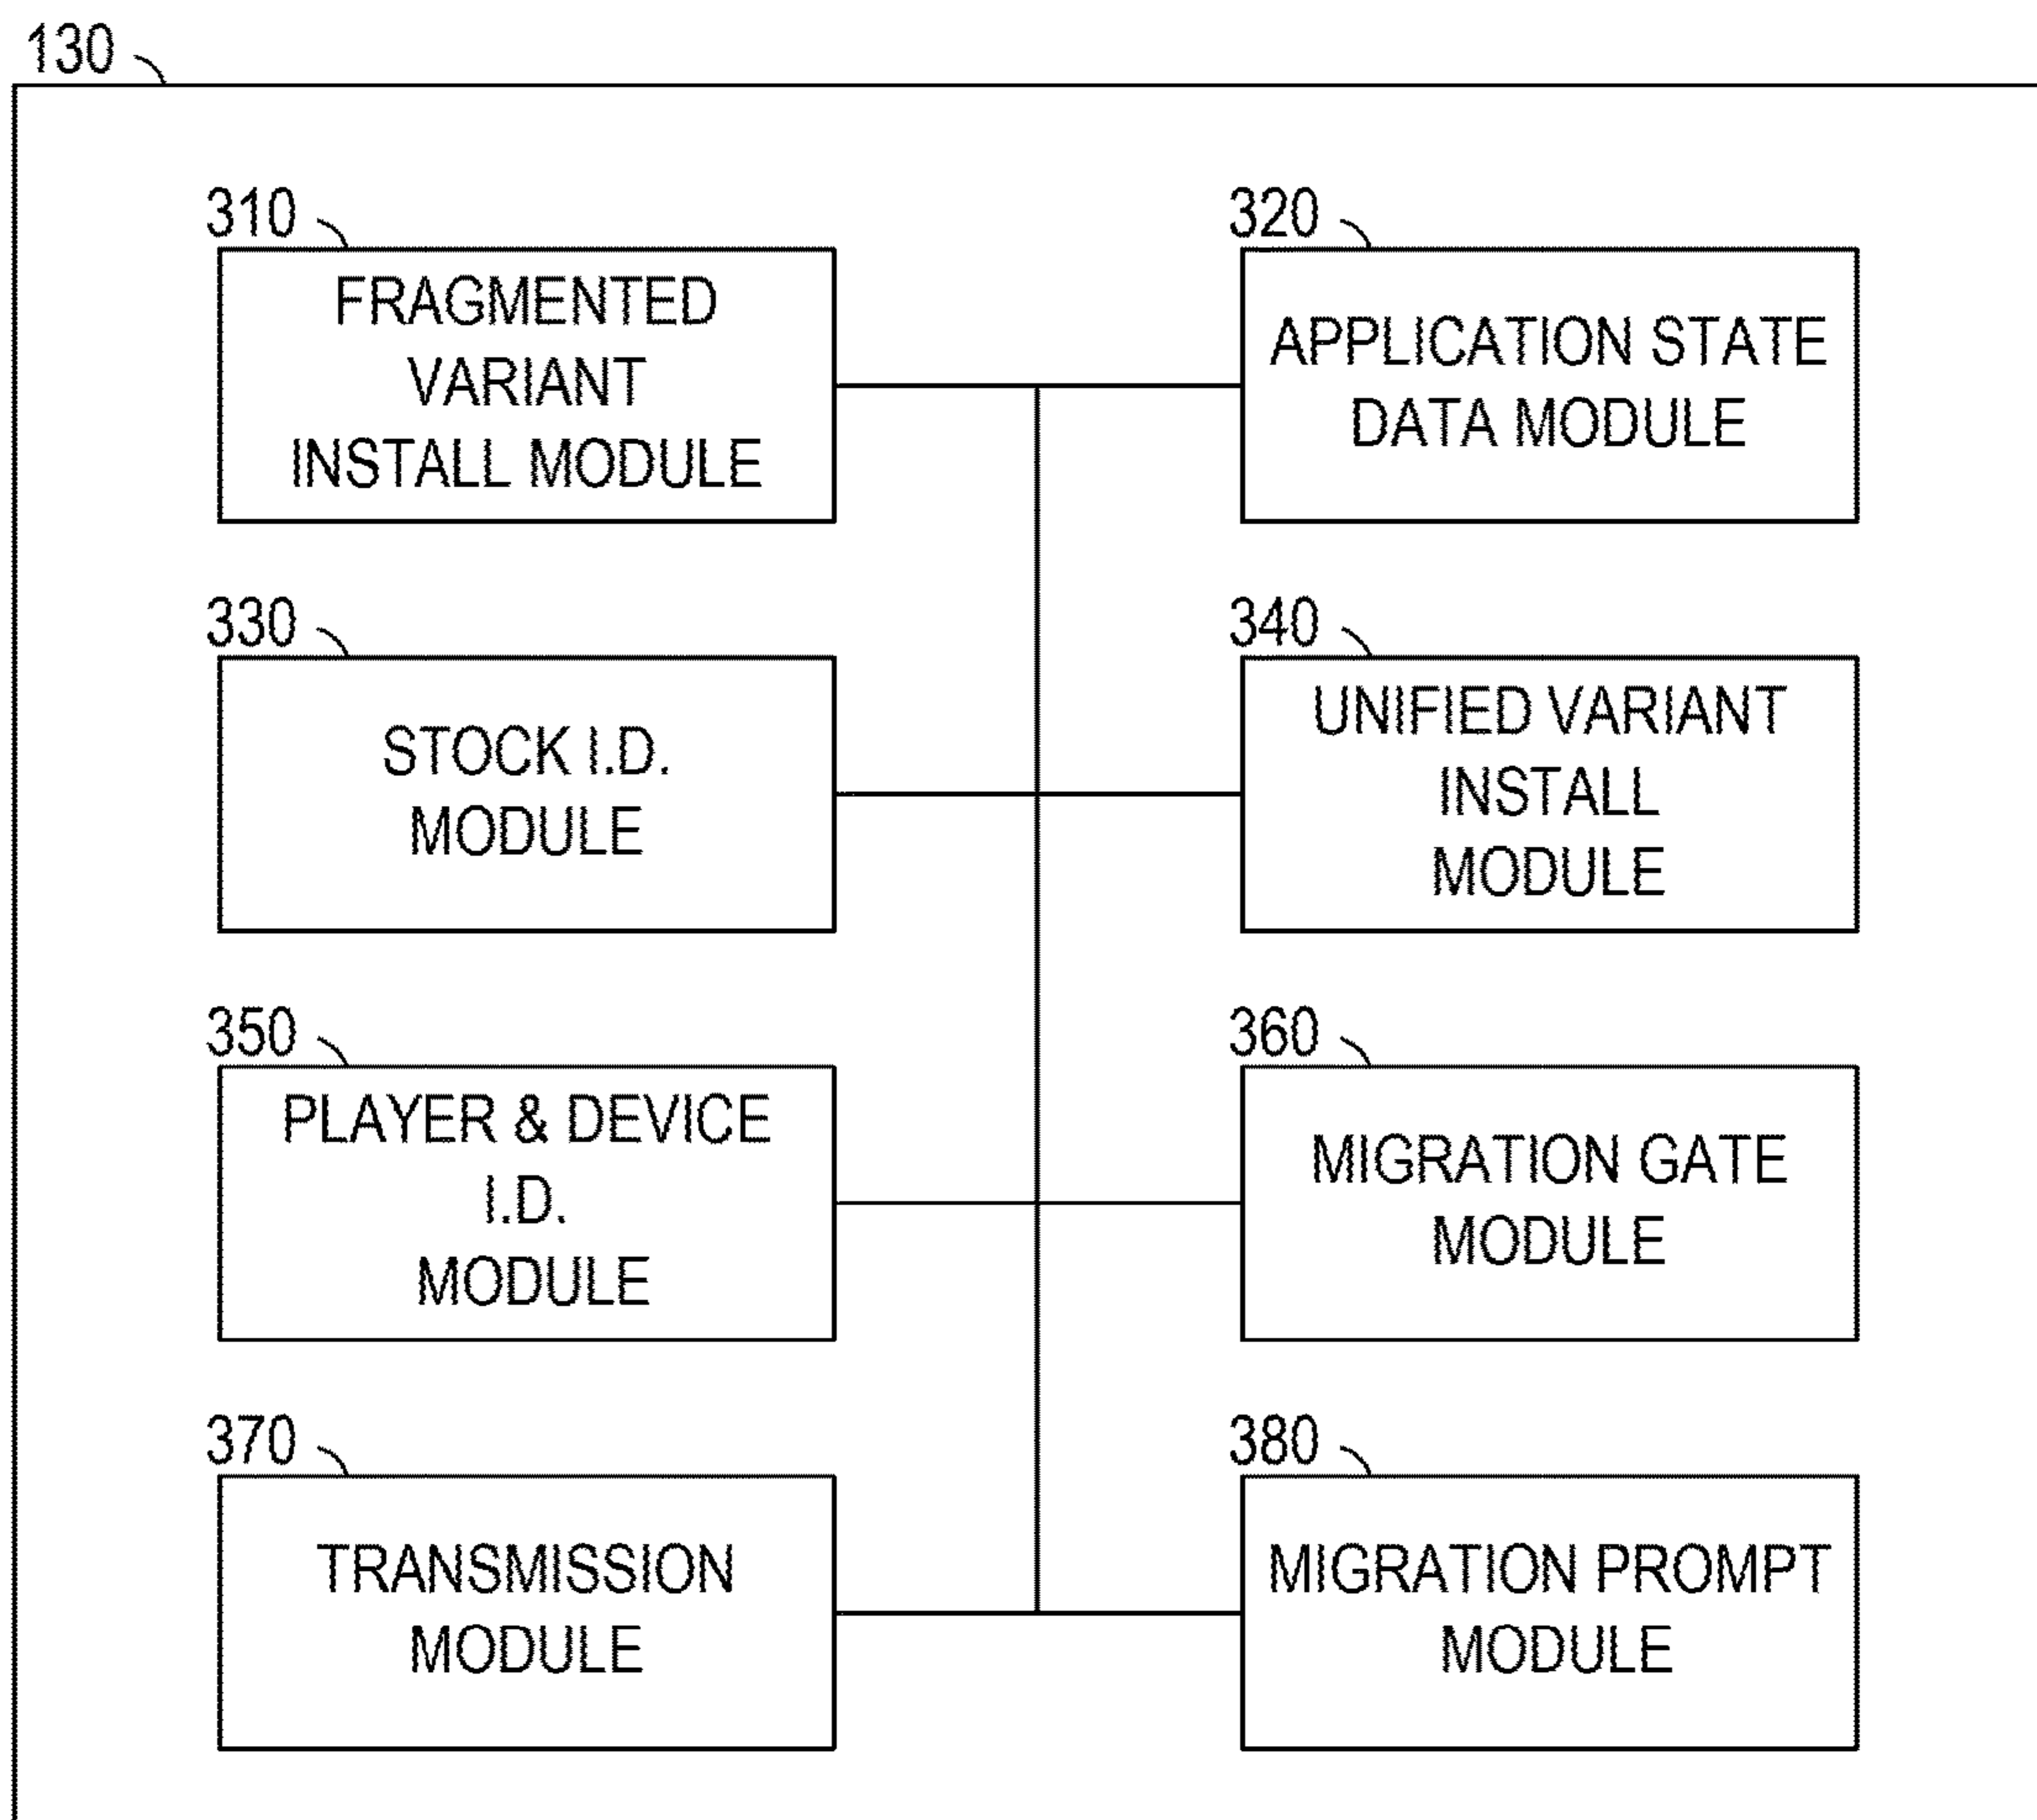 130
310
320
FRAGMENTED
VARIANT
INSTALL MODULE
APPLICATION STATE
DATA MODULE
330
340
STOCK I.D.
MODULE
UNIFIED VARIANT
INSTALL
MODULE
350
360
PLAYER & DEVICE
I.D.
MODULE
MIGRATION GATE
MODULE
370
380
TRANSMISSION
MODULE
MIGRATION PROMPT
MODULE